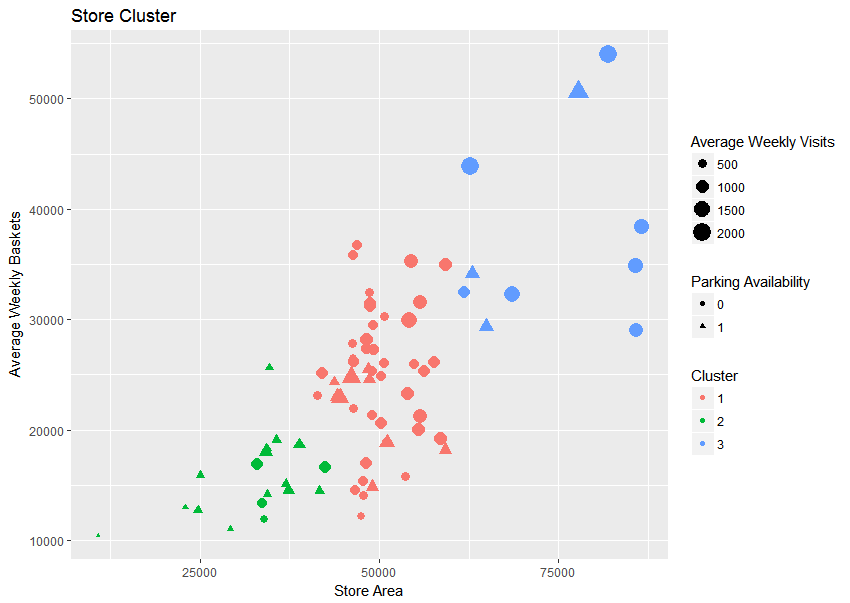 Store Cluster
Average Weekly Baskets
50000
40000
30000
20000
10000
25000
50000
75000
Store Area
Average Weekly Visits
500
1000
1500
2000
Parking Availability
0
1
Cluster
1
2
3